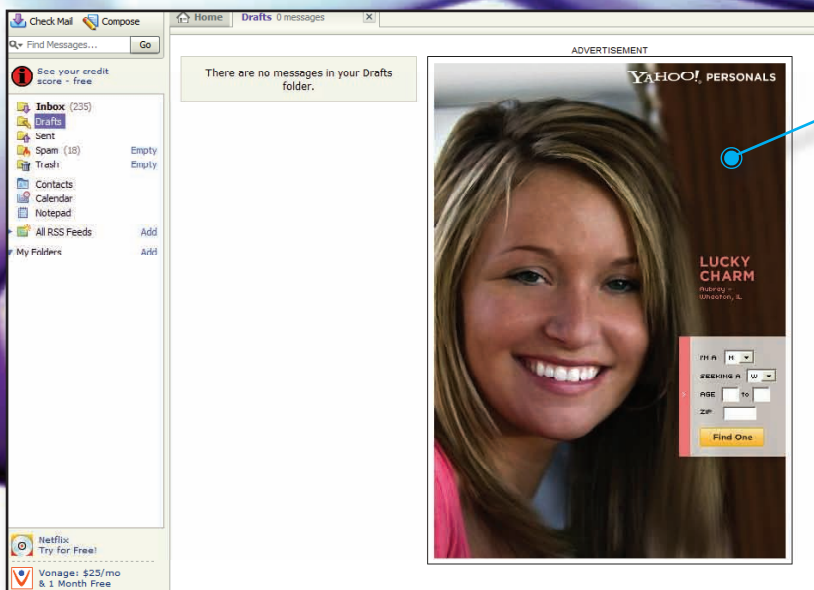 Check Mail Compose
Find Messages... Go
See your credit
score - free
Inbox (235)
Drafts
Sent
Spam (18) Empty
Trash Empty
Contacts
Calendar
Notepad
All RSS Feeds Add
My Folders Add
Netflix
Try for Free!
Vonage: $25/mo
& 1 Month Free
Home Drafts 0 messages X
There are no messages in your Drafts
folder.
ADVERTISEMENT
YAHOO! PERSONALS
LUCKY
CHARM
Aubrey -
Wheaton, IL
I'M A M
SEEKING A W
AGE to
ZIP
Find One